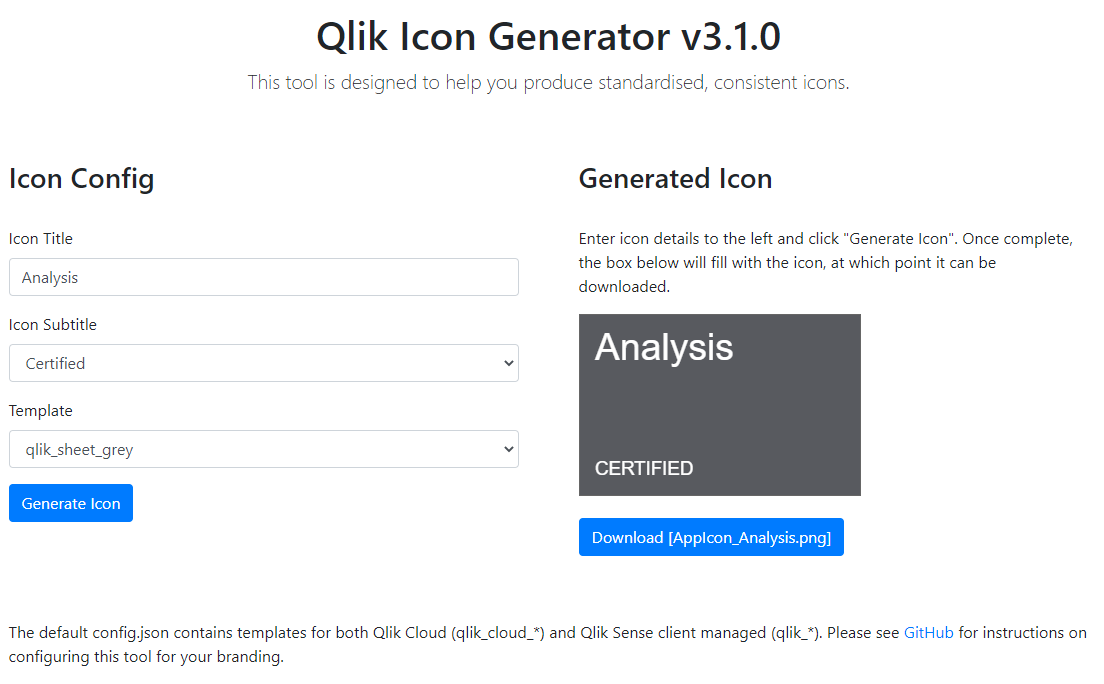 Qlik Icon Generator v3.1.0
This tool is designed to help you produce standardised, consistent icons.
Icon Config
Icon Title
Analysis
Icon Subtitle
Certified
Template
qlik_sheet_grey
Generate Icon
Generated Icon
Enter icon details to the left and click "Generate Icon". Once complete,
the box below will fill with the icon, at which point it can be
downloaded.
Analysis
CERTIFIED
Download [AppIcon_Analysis.png]
The default config.json contains templates for both Qlik Cloud (qlik_cloud_*) and Qlik Sense client managed (qlik_*). Please see GitHub for instructions on
configuring this tool for your branding.